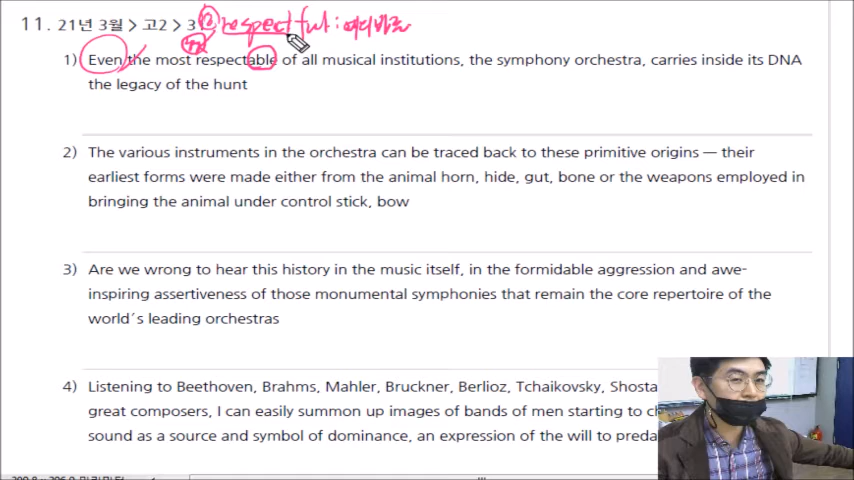 11. 21년 3월 > 고2 > 3
respectful : 예의바른
1) Even the most respectable of all musical institutions, the symphony orchestra, carries inside its DNA
the legacy of the hunt
2) The various instruments in the orchestra can be traced back to these primitive origins — their
earliest forms were made either from the animal horn, hide, gut, bone or the weapons employed in
bringing the animal under control stick, bow
3) Are we wrong to hear this history in the music itself, in the formidable aggression and awe-
inspiring assertiveness of those monumental symphonies that remain the core repertoire of the
world´s leading orchestras
4) Listening to Beethoven, Brahms, Mahler, Bruckner, Berlioz, Tchaikovsky, Shosta
great composers, I can easily summon up images of bands of men starting to ch
sound as a source and symbol of dominance, an expression of the will to preda